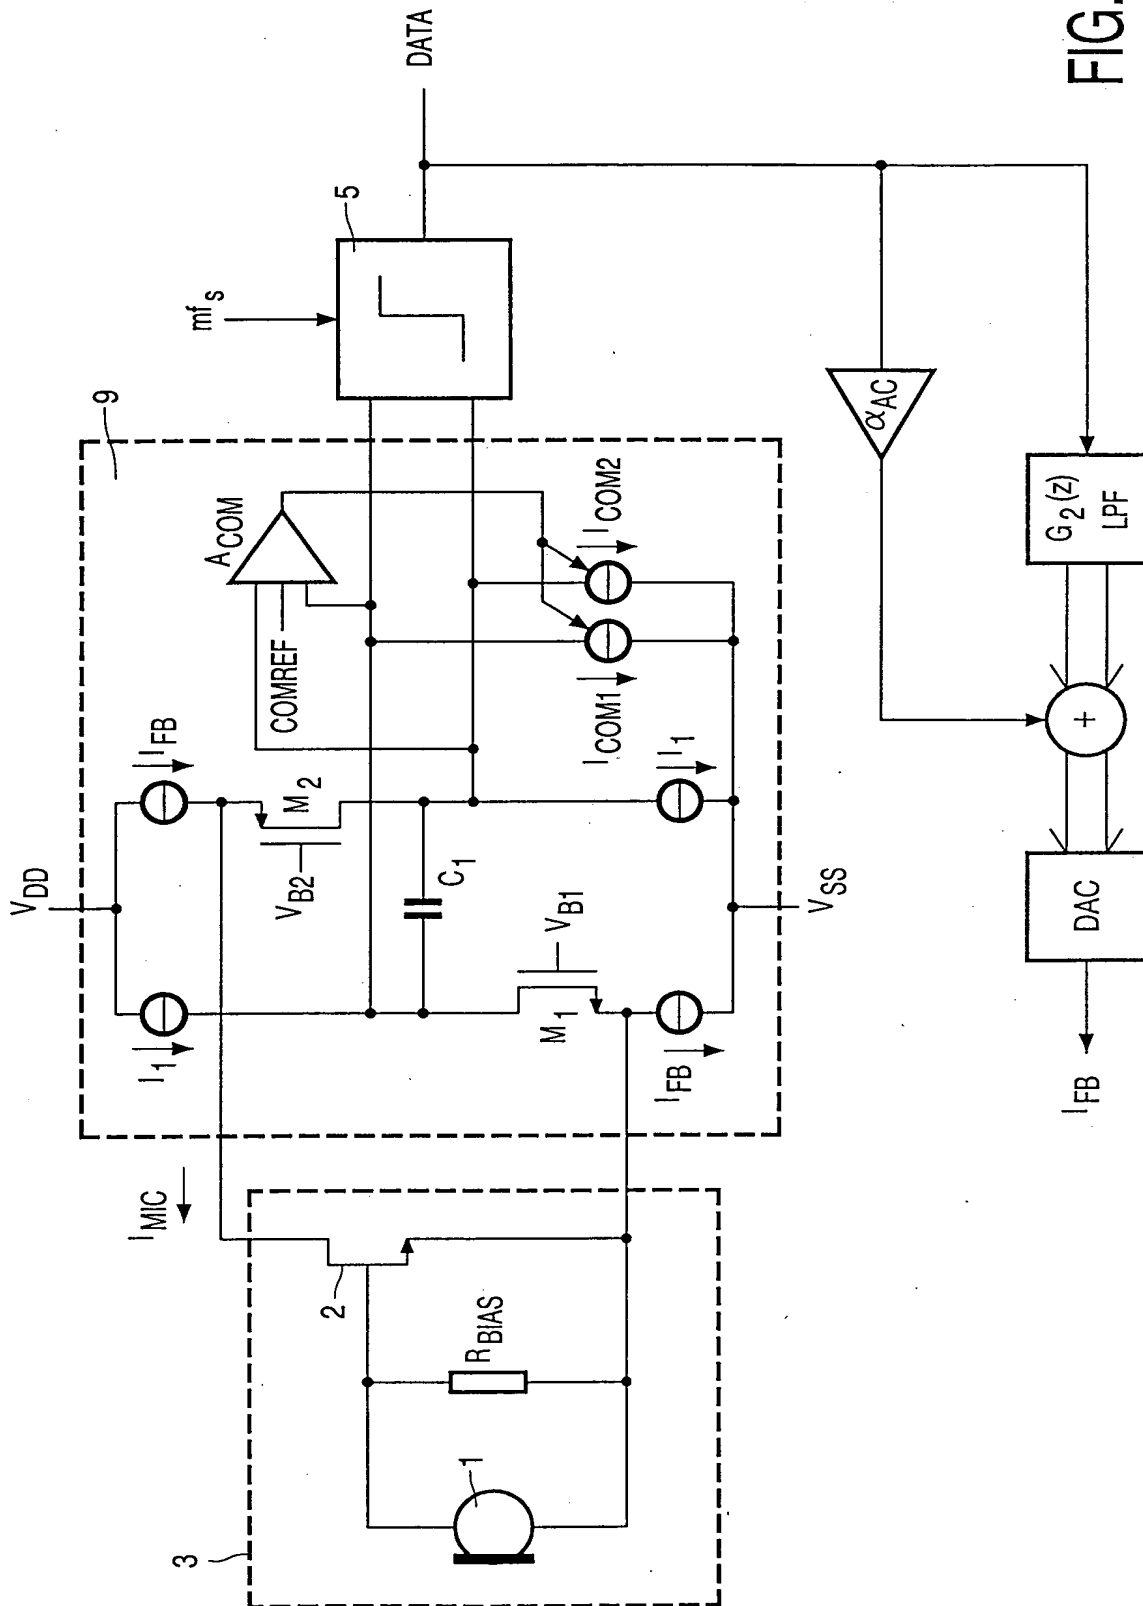 FIG.
DATA
5
mf_s
9
A_COM
COMREF
I_COM2
I_COM1
V_DD
I_FB
M_2
V_B2
C_1
I_1
I_1
V_B1
M_1
I_FB
V_SS
I_MIC
2
R_BIAS
1
3
α_AC
G_2(z)
LPF
+
DAC
I_FB